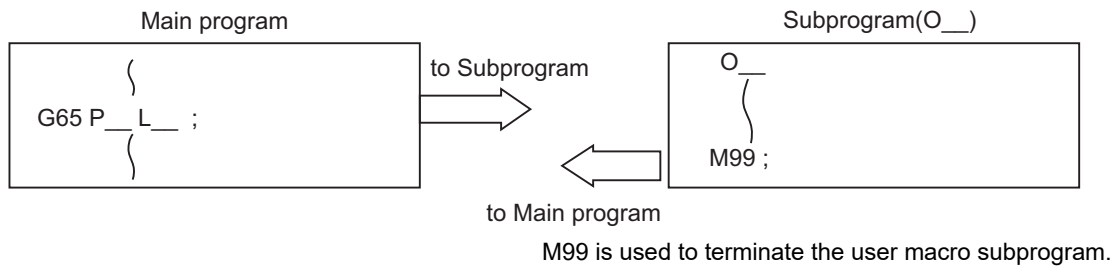 Main program
Subprogram(O__)
to Subprogram
G65 P__ L__ ;
O__
M99 ;
to Main program
M99 is used to terminate the user macro subprogram.